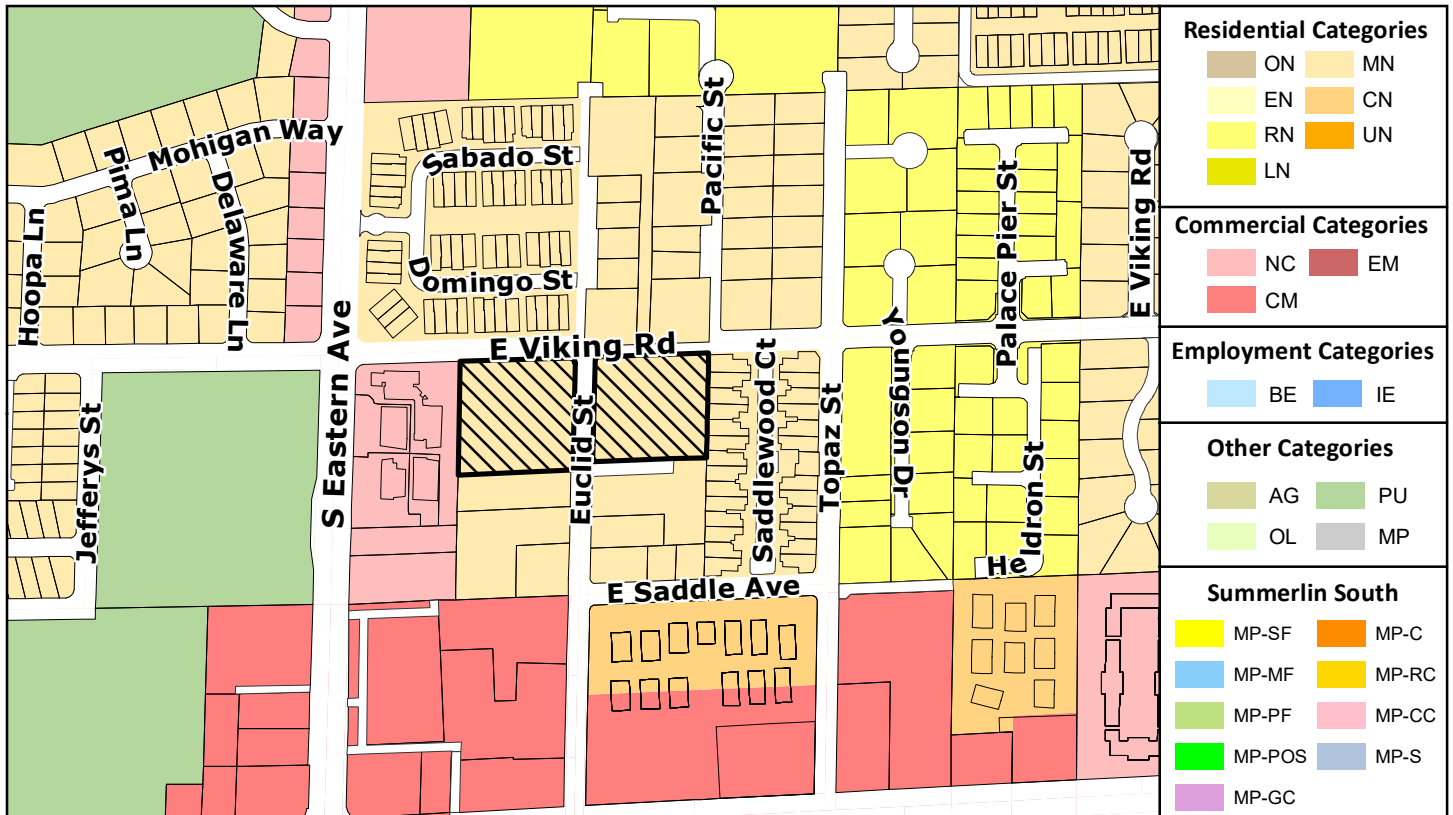 Mohigan Way
Pima Ln
Delaware Ln
Hoopa Ln
Sabado St
Domingo St
Pacific St
Palace Pier St
E Viking Rd
S Eastern Ave
E Viking Rd
Euclid St
Saddlewood Ct
Topaz St
Youngson Dr
Jefferys St
Heldron St
E Saddle Ave
Residential Categories
ON MN
EN CN
RN UN
LN
Commercial Categories
NC EM
CM
Employment Categories
BE IE
Other Categories
AG PU
OL MP
Summerlin South
MP-SF MP-C
MP-MF MP-RC
MP-PF MP-CC
MP-POS MP-S
MP-GC